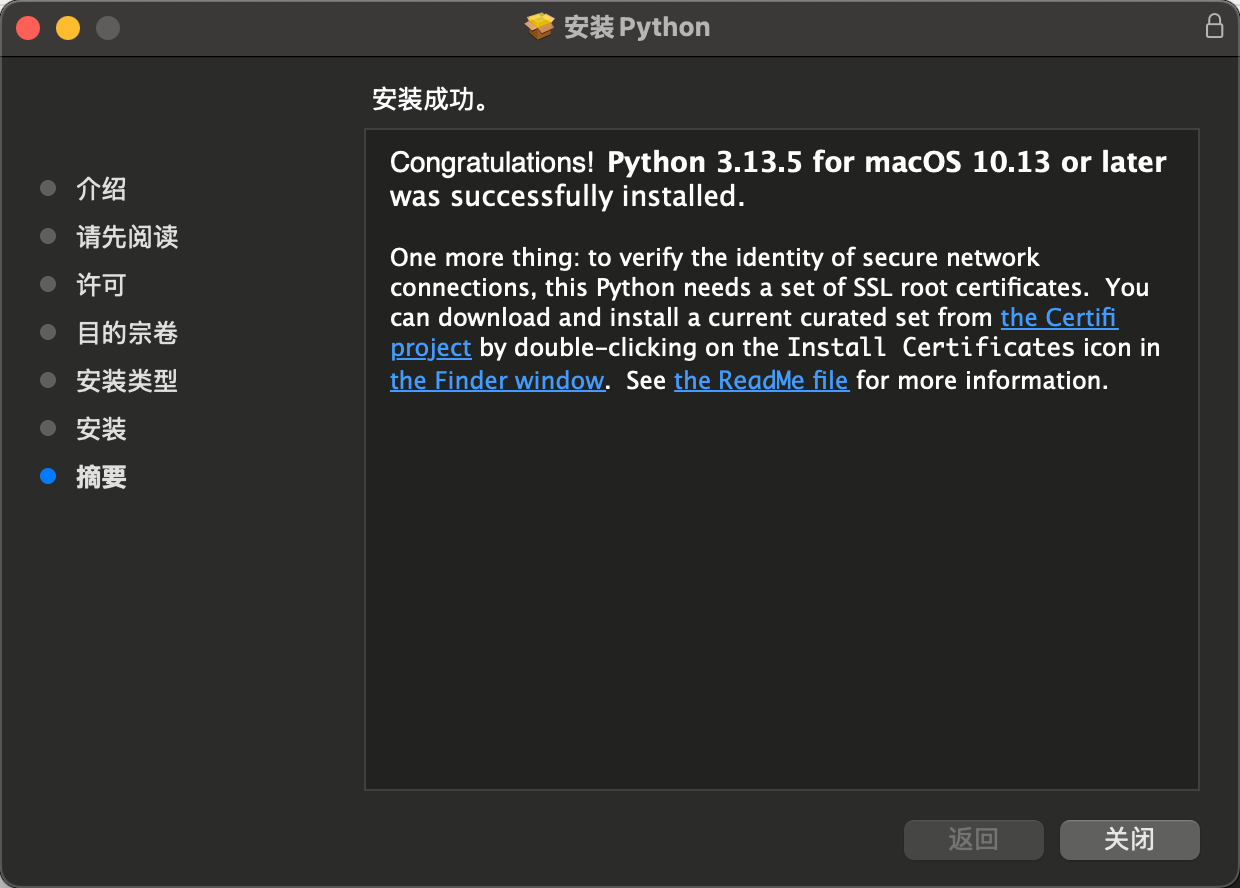 安装 Python
安装成功。
介绍
请先阅读
许可
目的宗卷
安装类型
安装
摘要
Congratulations! Python 3.13.5 for macOS 10.13 or later
was successfully installed.
One more thing: to verify the identity of secure network
connections, this Python needs a set of SSL root certificates.  You
can download and install a current curated set from the Certifi
project by double-clicking on the Install Certificates icon in
the Finder window.  See the ReadMe file for more information.
返回
关闭